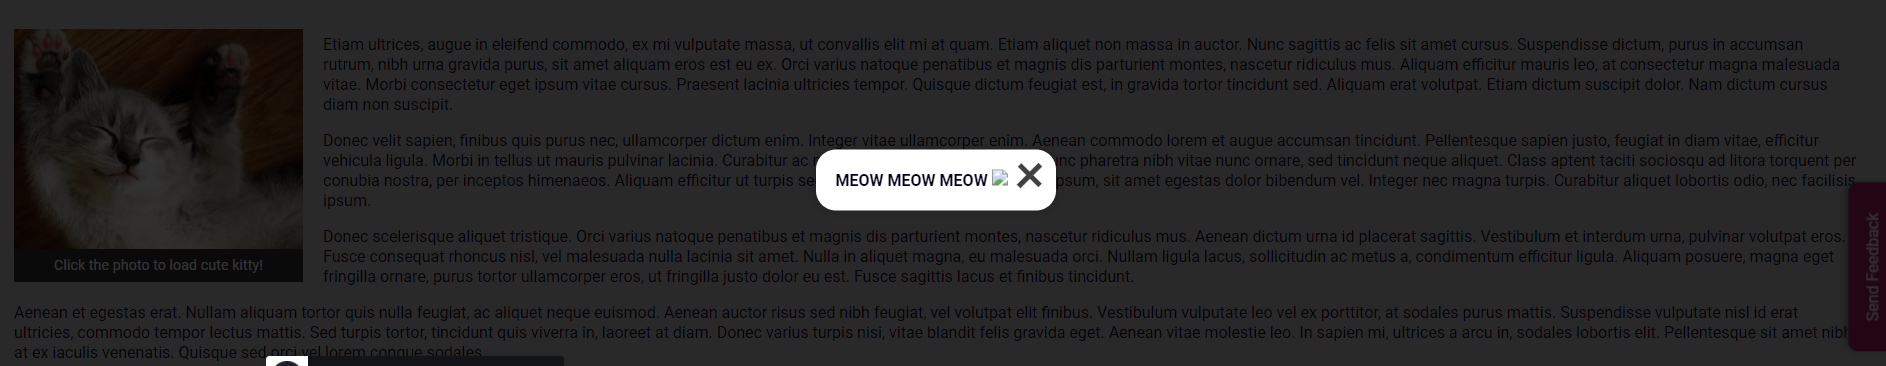 Etiam ultrices, augue in eleifend commodo, ex mi vulputate massa, ut convallis elit mi at quam. Etiam aliquet non massa in auctor. Nunc sagittis ac felis sit amet cursus. Suspendisse dictum, purus in accumsan
rutrum, nibh urna gravida purus, sit amet aliquam eros est eu ex. Orci varius natoque penatibus et magnis dis parturient montes, nascetur ridiculus mus. Aliquam efficitur mauris leo, at consectetur magna malesuada
vitae. Morbi consectetur eget ipsum vitae cursus. Praesent lacinia ultricies tempor. Quisque dictum feugiat est, in gravida tortor tincidunt sed. Aliquam erat volutpat. Etiam dictum suscipit dolor. Nam dictum cursus
diam non suscipit.
Donec velit sapien, finibus quis purus nec, ullamcorper dictum enim. Integer vitae ullamcorper enim. Aenean commodo lorem et augue accumsan tincidunt. Pellentesque sapien justo, feugiat in diam vitae, efficitur
vehicula ligula. Morbi in tellus ut mauris pulvinar lacinia. Curabitur ac pharetra nibh vitae nunc ornare, sed tincidunt neque aliquet. Class aptent taciti sociosqu ad litora torquent per
conubia nostra, per inceptos himenaeos. Aliquam efficitur ut turpis sit amet egestas dolor bibendum vel. Integer nec magna turpis. Curabitur aliquet lobortis odio, nec facilisis
ipsum.
MEOW MEOW MEOW
Donec scelerisque aliquet tristique. Orci varius natoque penatibus et magnis dis parturient montes, nascetur ridiculus mus. Aenean dictum urna id placerat sagittis. Vestibulum et interdum urna, pulvinar volutpat eros.
Fusce consequat rhoncus nisl, vel malesuada nulla lacinia sit amet. Nulla in aliquet magna, eu malesuada orci. Nullam ligula lacus, sollicitudin ac metus a, condimentum efficitur ligula. Aliquam posuere, magna eget
fringilla ornare, purus tortor ullamcorper eros, ut fringilla justo dolor eu est. Fusce sagittis lacus et finibus tincidunt.
Click the photo to load cute kitty!
Aenean et egestas erat. Nullam aliquam tortor quis nulla feugiat, ac aliquet neque euismod. Aenean auctor risus sed nibh feugiat, vel volutpat elit finibus. Vestibulum vulputate leo vel ex porttitor, at sodales purus mattis. Suspendisse vulputate nisl id erat
ultricies, commodo tempor lectus mattis. Sed turpis tortor, tincidunt quis viverra in, laoreet at diam. Donec varius turpis nisi, vitae blandit felis gravida eget. Aenean vitae molestie leo. In sapien mi, ultrices a arcu in, sodales lobortis elit. Pellentesque sit amet nibh
at ex iaculis venenatis. Quisque sed orci vel lorem congue sodales.
Send Feedback